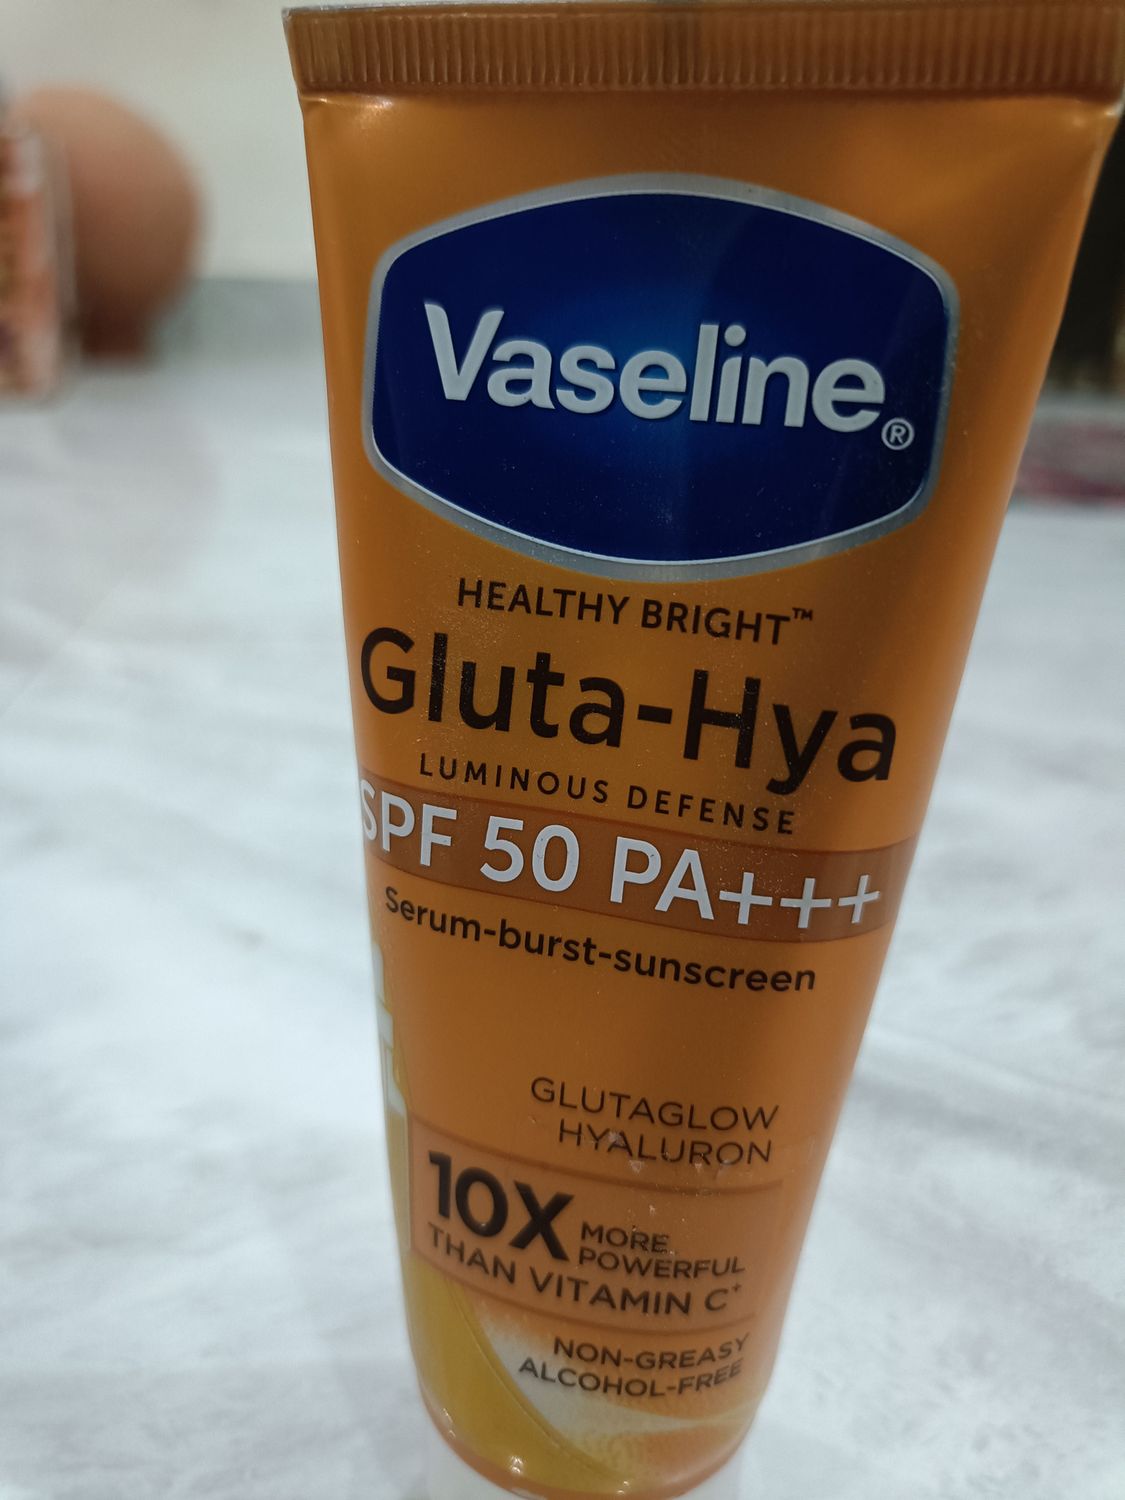 Vaseline®
HEALTHY BRIGHT™
Gluta-Hya
LUMINOUS DEFENSE
SPF 50 PA+++
Serum-burst-sunscreen
GLUTAGLOW
HYALURON
10X MORE
POWERFUL
THAN VITAMIN C*
NON-GREASY
ALCOHOL-FREE